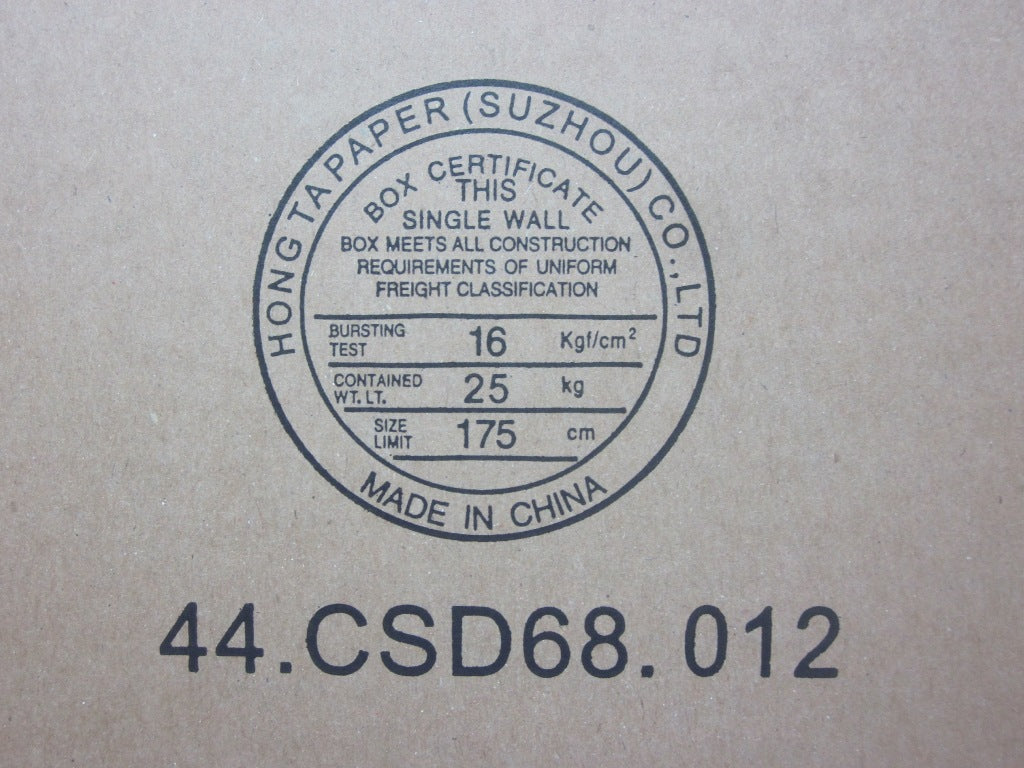 HONG TA PAPER (SUZHOU) CO., LTD
BOX CERTIFICATE
THIS
SINGLE WALL
BOX MEETS ALL CONSTRUCTION
REQUIREMENTS OF UNIFORM
FREIGHT CLASSIFICATION
BURSTING TEST 16 Kgf/cm²
CONTAINED WT. LT. 25 kg
SIZE LIMIT 175 cm
MADE IN CHINA
44.CSD68.012